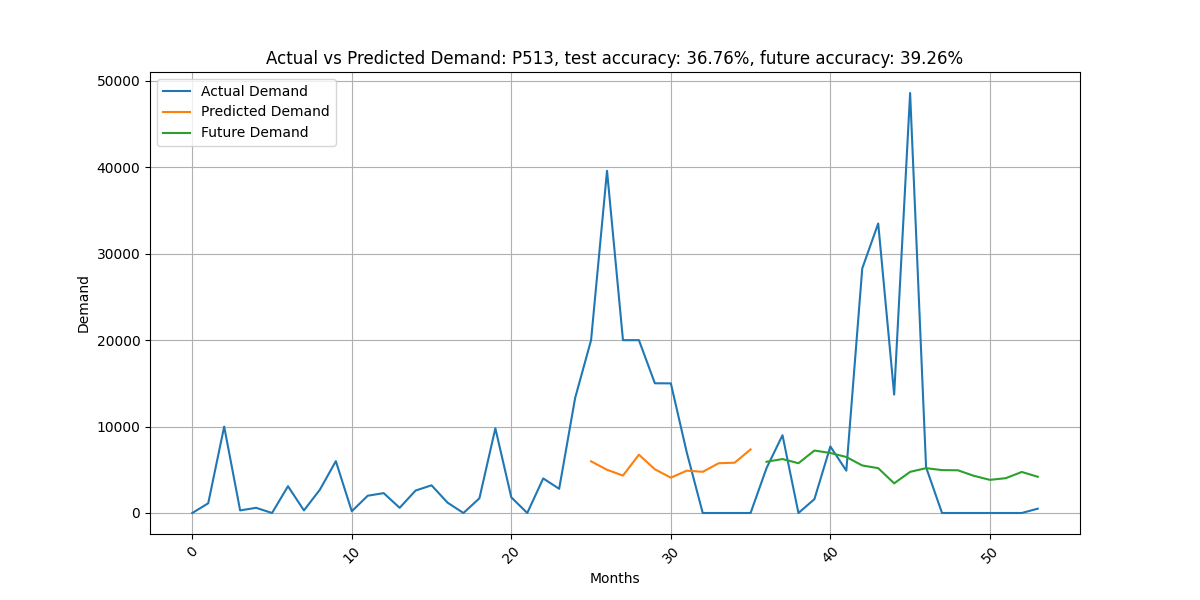 Actual vs Predicted Demand: P513, test accuracy: 36.76%, future accuracy: 39.26%
Actual Demand
Predicted Demand
Future Demand
50000
40000
30000
20000
10000
0
Demand
0
10
20
30
40
50
Months